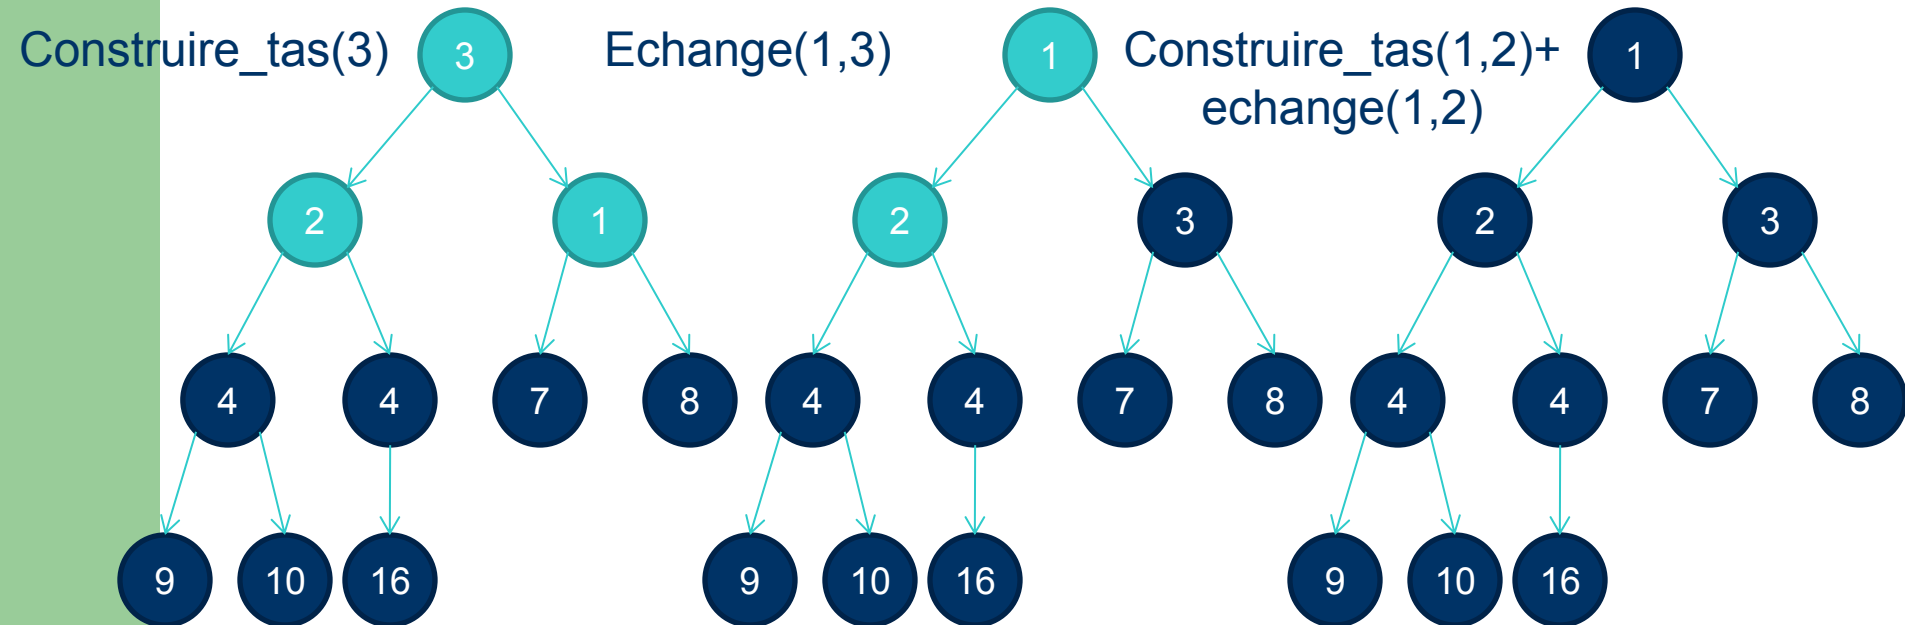 Construire_tas(3)
3
2 1
4 4 7 8
9 10 16
Echange(1,3)
1
2 3
4 4 7 8
9 10 16
Construire_tas(1,2)+
echange(1,2)
1
2 3
4 4 7 8
9 10 16